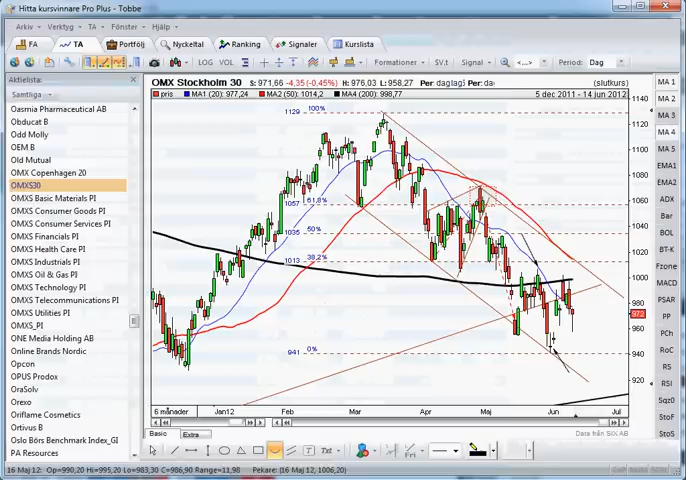 Hitta kursvinnare Pro Plus - Tobbe
Arkiv Verktyg TA Fönster Hjälp
FA TA Portfölj Nyckeltal Ranking Signaler Kurslista
LOG VOL Formationer SV Signal <...> Period: Dag
Aktielista:
Samtliga
Oasmia Pharmaceutical AB
Obducat B
Odd Molly
OEM B
Old Mutual
OMX Copenhagen 20
OMXS30
OMXS Basic Materials PI
OMXS Consumer Goods PI
OMXS Consumer Services PI
OMXS Financials PI
OMXS Health Care PI
OMXS Industrials PI
OMXS Oil & Gas PI
OMXS Technology PI
OMXS Telecommunications PI
OMXS Utilities PI
OMXS_PI
ONE Media Holding AB
Online Brands Nordic
Opcon
OPUS Prodox
OraSolv
Orexo
Oriflame Cosmetics
Ortivus B
Oslo Börs Benchmark Index_GI
PA Resources
OMX Stockholm 30 S: 971,66 -4,35 (-0,45%) H: 976,03 L: 958,27 Per: dag (slutkurs)
pris MA1 (20): 977,24 MA2 (50): 1014,2 MA4 (200): 998,77 5 dec 2011 - 14 jun 2012
1129 100%
1057 61,8%
1035 50%
1013 38,2%
941 0%
1140
1120
1100
1080
1060
1040
1020
1000
980
972
960
940
920
6 månader Jan12 Feb Mar Apr Maj Jun Jul
Basic Extra
Data från SIX AB
MA 1
MA 2
MA 3
MA 4
MA 5
EMA1
EMA2
ADX
Bar
BOL
BT-K
Fzone
MACD
PSAR
PP
PCh
RoC
RS
RSI
Sqz0
StoF
StoS
Txt Fri
16 Maj 12: Op=990,20 Hi=995,20 Lo=983,30 C=986,90 Range=11,98 Pekare: (16 Maj 12, 1006,20)